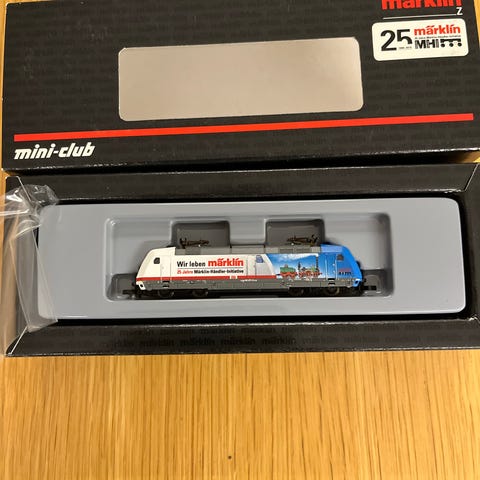 märklin
Z
25
märklin
MHI
mini-club
Wir leben märklin
25 Jahre Märklin-Händler-Initiative